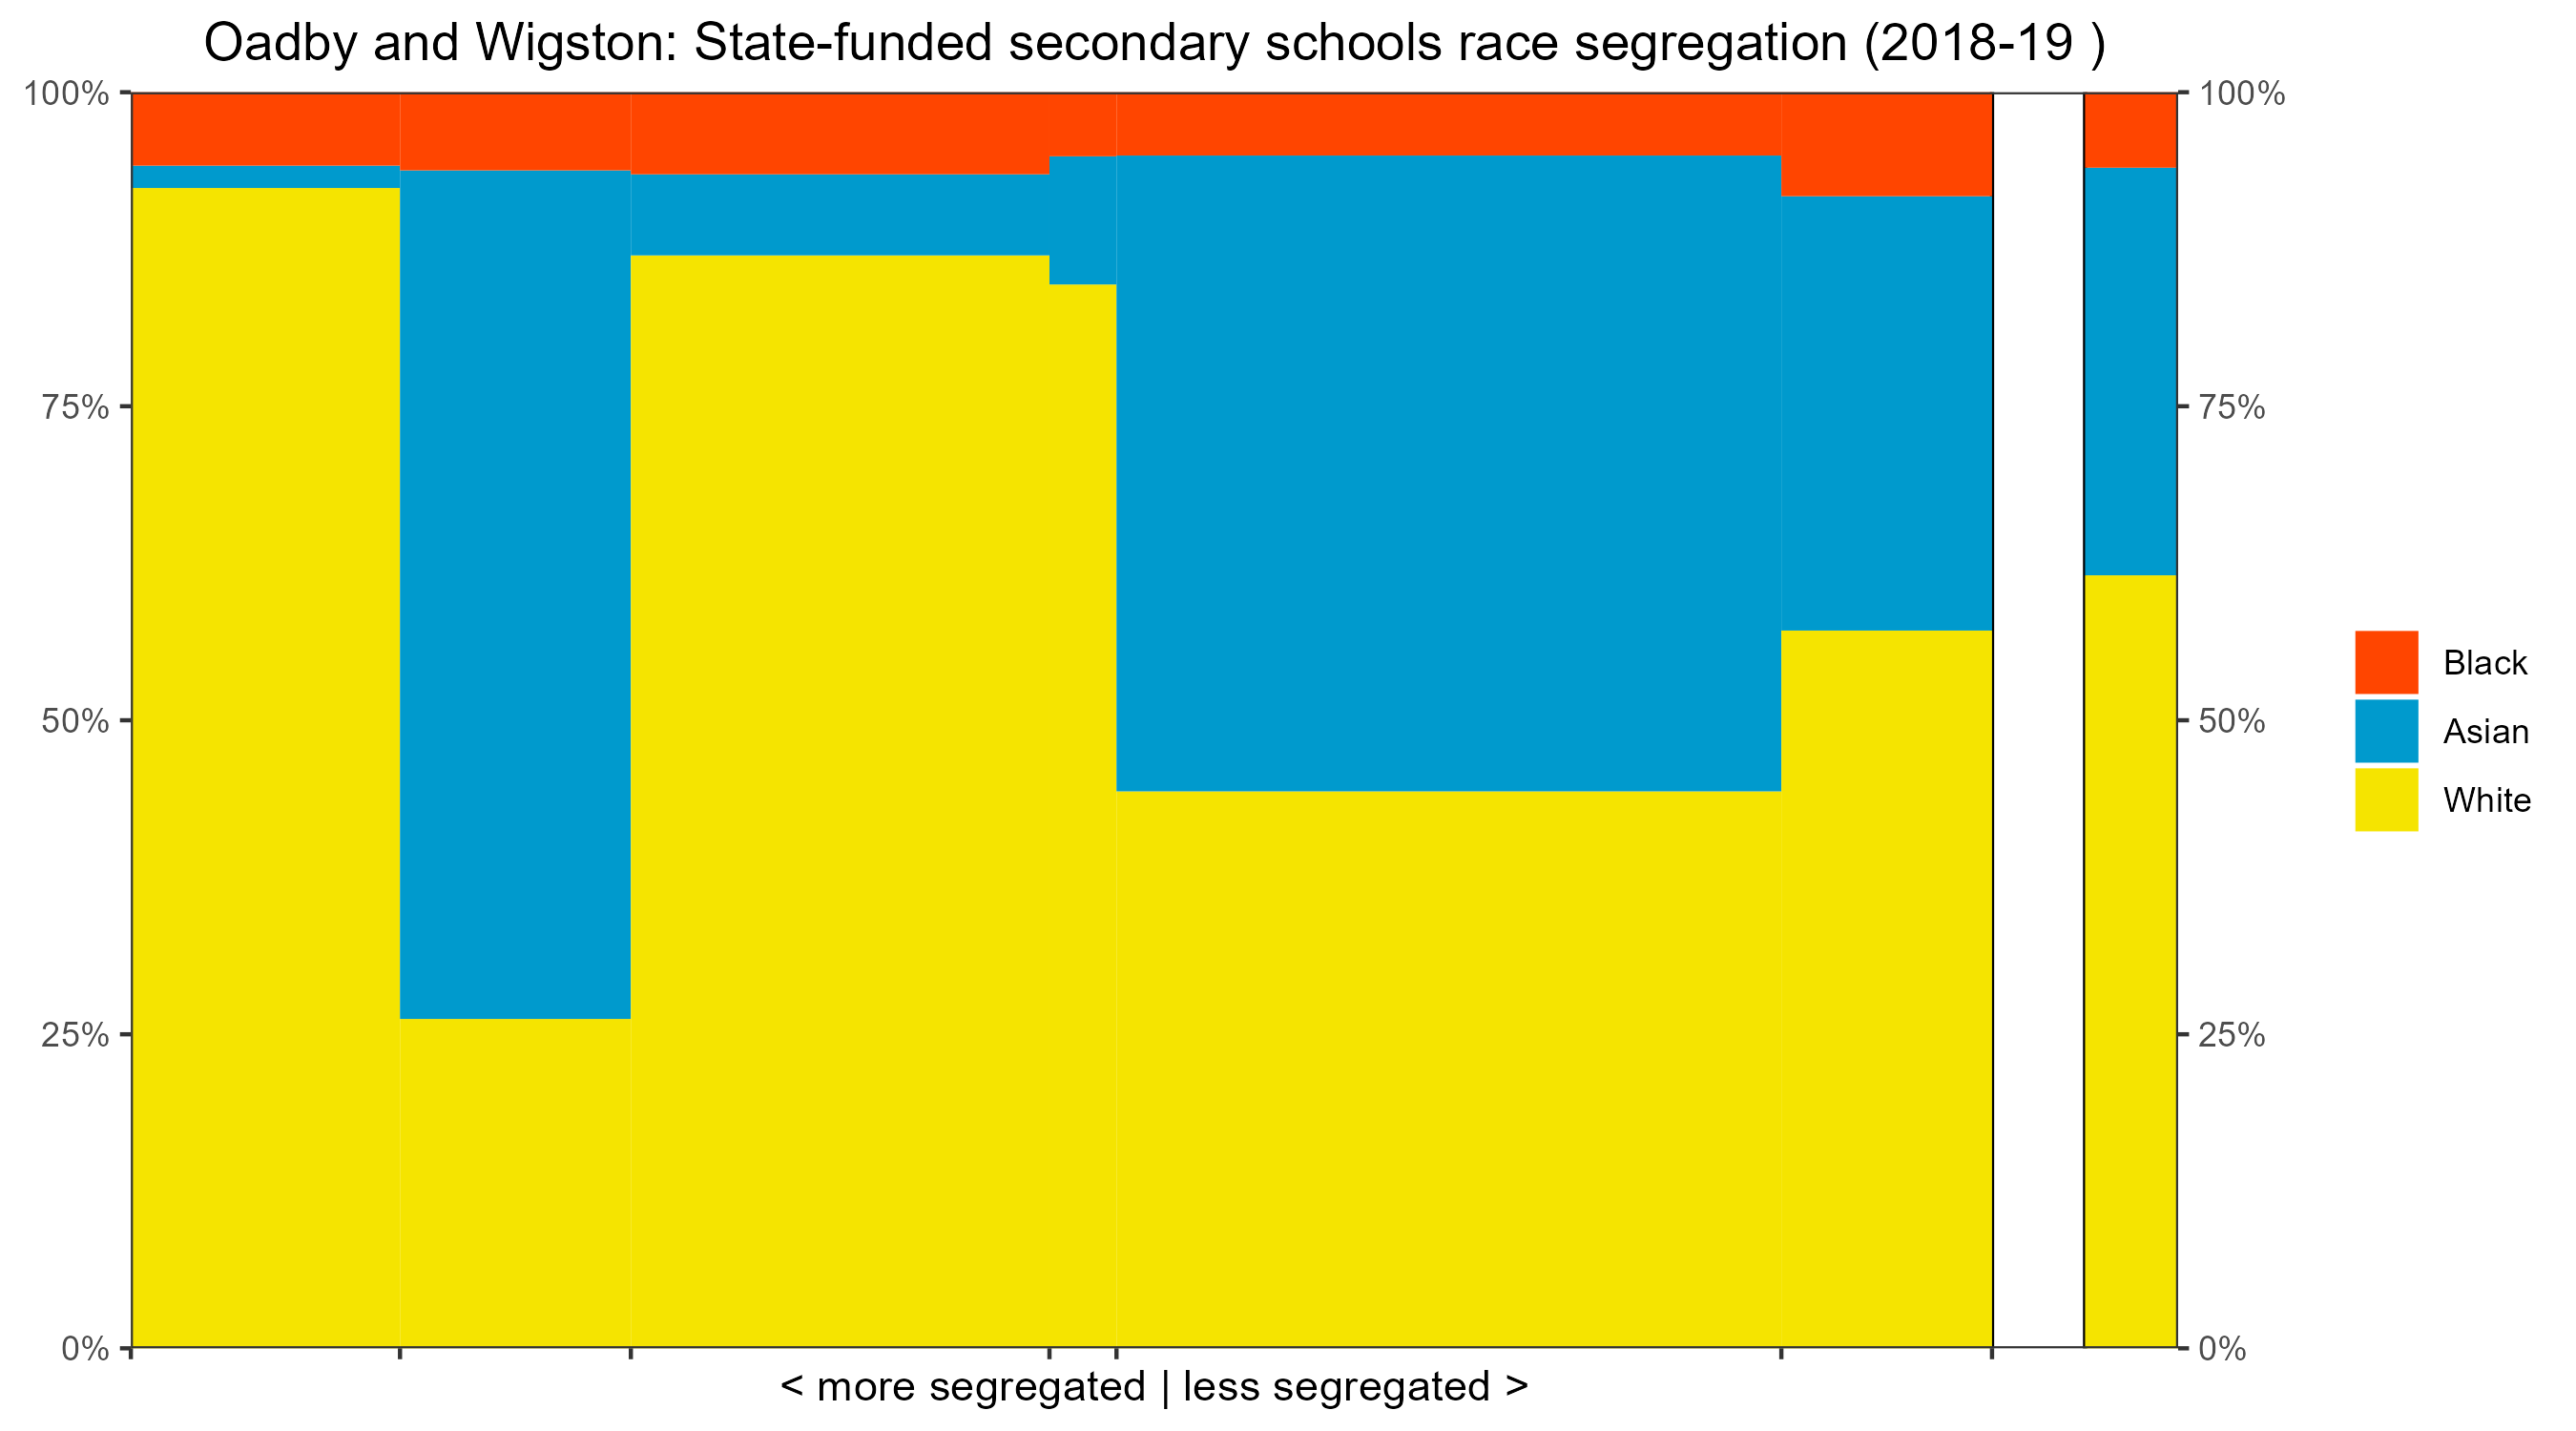 Oadby and Wigston: State-funded secondary schools race segregation (2018-19 )
100%
75%
50%
25%
0%
100%
75%
50%
25%
0%
Black
Asian
White
< more segregated | less segregated >